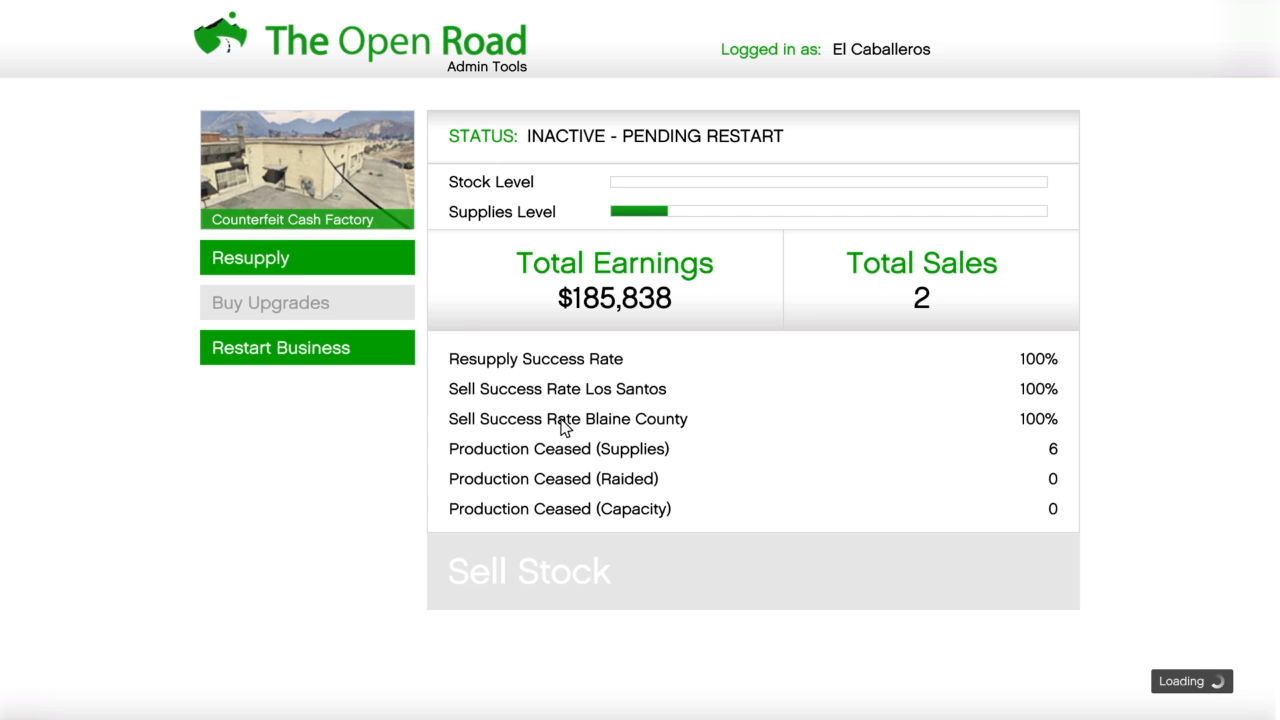 The Open Road
Admin Tools
Logged in as: El Caballeros
Counterfeit Cash Factory
Resupply
Buy Upgrades
Restart Business
STATUS: INACTIVE - PENDING RESTART
Stock Level
Supplies Level
Total Earnings
$185,838
Total Sales
2
Resupply Success Rate 100%
Sell Success Rate Los Santos 100%
Sell Success Rate Blaine County 100%
Production Ceased (Supplies) 6
Production Ceased (Raided) 0
Production Ceased (Capacity) 0
Sell Stock
Loading